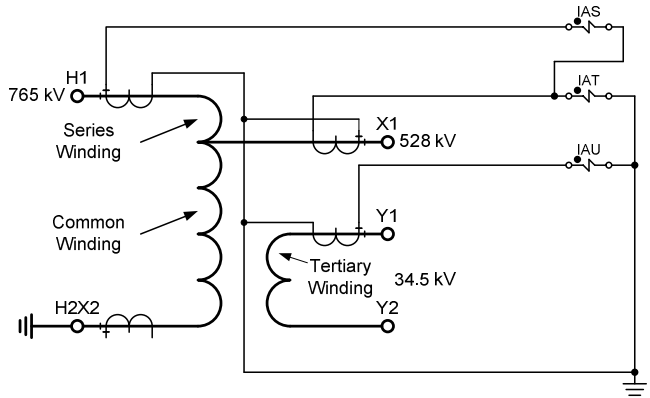 IAS
H1
765 kV
IAT
Series
Winding
X1
528 kV
IAU
Common
Winding
Y1
Tertiary
Winding
34.5 kV
H2X2
Y2